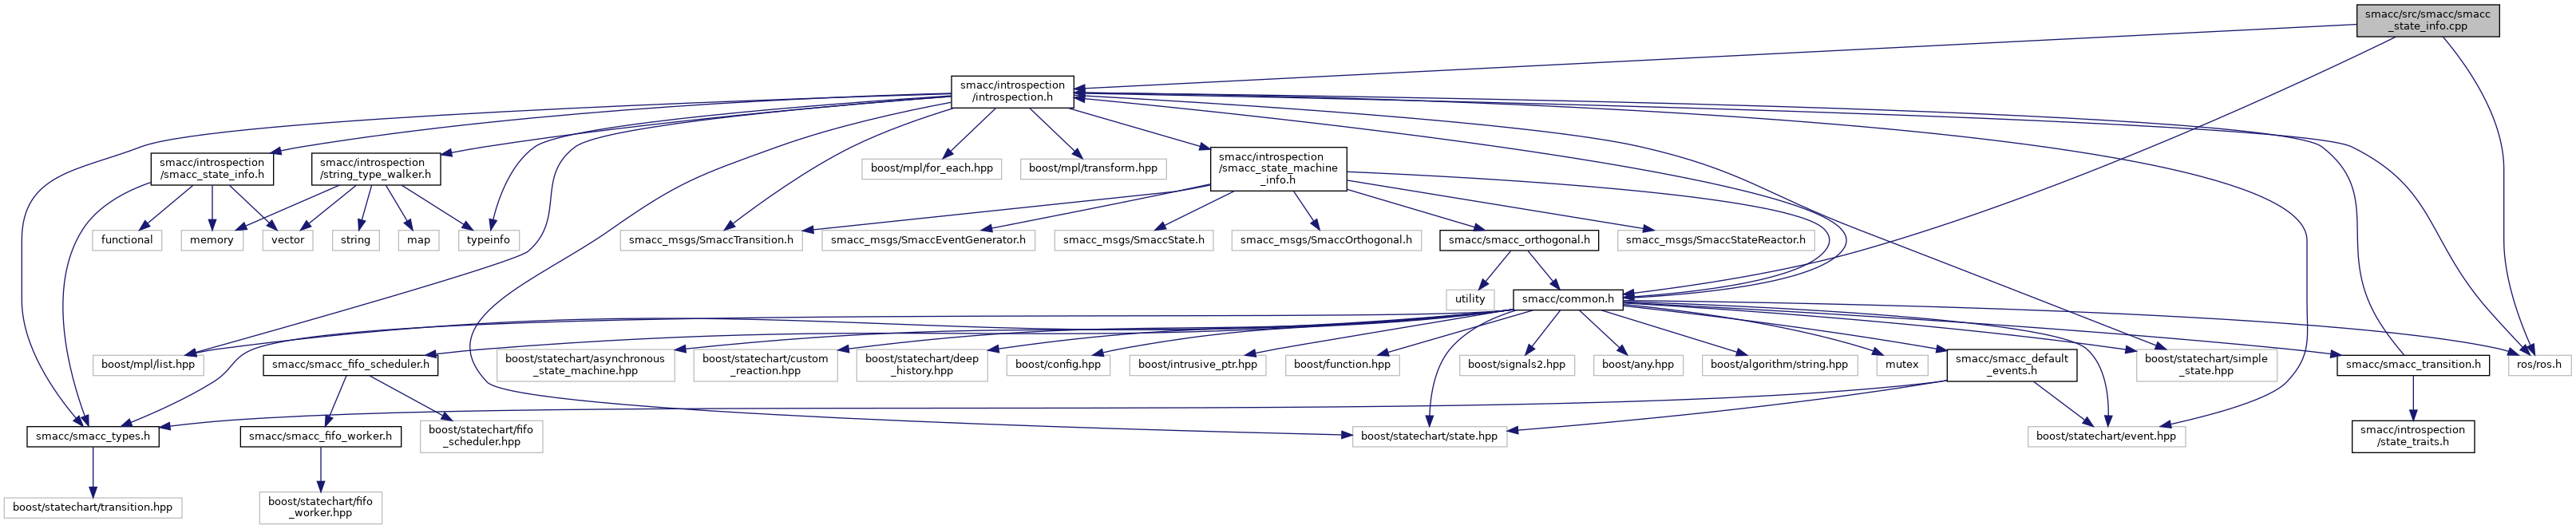 smacc/src/smacc/smacc
_state_info.cpp
smacc/introspection
/introspection.h
smacc/introspection
/smacc_state_info.h
smacc/introspection
/string_type_walker.h
boost/mpl/for_each.hpp
boost/mpl/transform.hpp
smacc/introspection
/smacc_state_machine
_info.h
functional
memory
vector
string
map
typeinfo
smacc_msgs/SmaccTransition.h
smacc_msgs/SmaccEventGenerator.h
smacc_msgs/SmaccState.h
smacc_msgs/SmaccOrthogonal.h
smacc/smacc_orthogonal.h
smacc_msgs/SmaccStateReactor.h
utility
smacc/common.h
boost/mpl/list.hpp
smacc/smacc_fifo_scheduler.h
boost/statechart/asynchronous
_state_machine.hpp
boost/statechart/custom
_reaction.hpp
boost/statechart/deep
_history.hpp
boost/config.hpp
boost/intrusive_ptr.hpp
boost/function.hpp
boost/signals2.hpp
boost/any.hpp
boost/algorithm/string.hpp
mutex
smacc/smacc_default
_events.h
boost/statechart/simple
_state.hpp
smacc/smacc_transition.h
ros/ros.h
smacc/smacc_types.h
smacc/smacc_fifo_worker.h
boost/statechart/fifo
_scheduler.hpp
boost/statechart/state.hpp
boost/statechart/event.hpp
smacc/introspection
/state_traits.h
boost/statechart/transition.hpp
boost/statechart/fifo
_worker.hpp